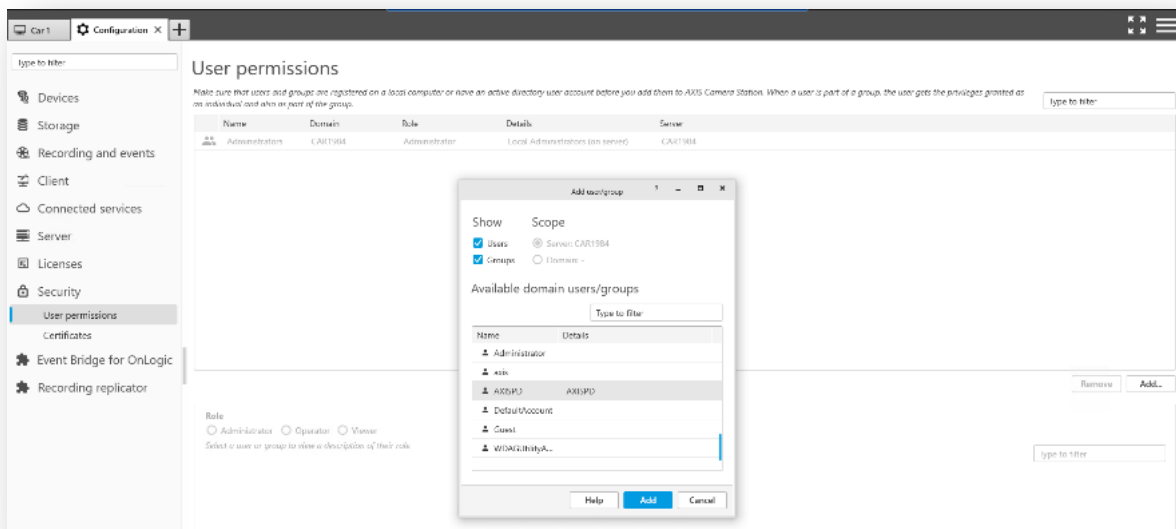 Car1
Configuration
Type to filter
Devices
Storage
Recording and events
Client
Connected services
Server
Licenses
Security
User permissions
Certificates
Event Bridge for OnLogic
Recording replicator
User permissions
Make sure that users and groups are registered on a local computer or have an active directory user account before you add them to AXIS Camera Station. When a user is part of a group, the user gets the privileges granted as
an individual and also as part of the group.
Type to filter
Name Domain Role Details Server
Administrators CAR1984 Administrator Local Administrators (on server) CAR1984
Remove Add...
Role
Administrator Operator Viewer
Select a user or group to view a description of their role
Type to filter
Add user/group ?
Show Scope
Users Server: CAR1984
Groups Domain: -
Available domain users/groups
Type to filter
Name Details
Administrator
axis
AXISPD AXISPD
DefaultAccount
Guest
WDAGUtilityA...
Help Add Cancel